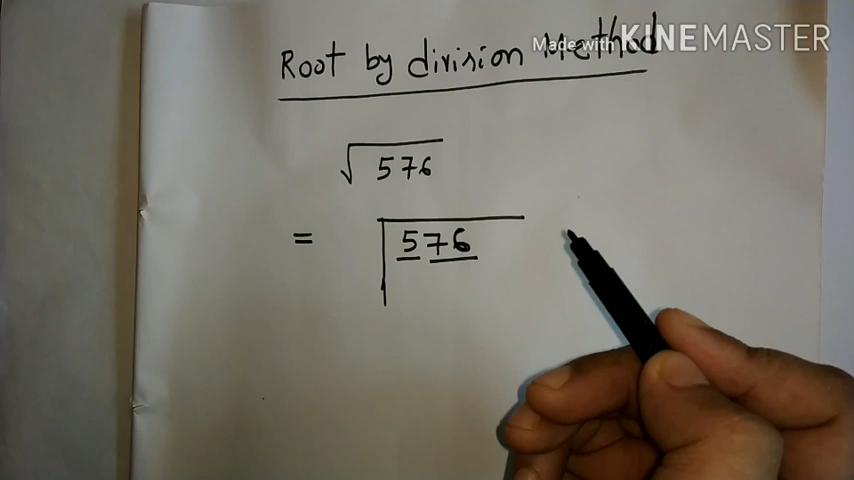 Root by division Method
Made with KINEMASTER
√576
= 576